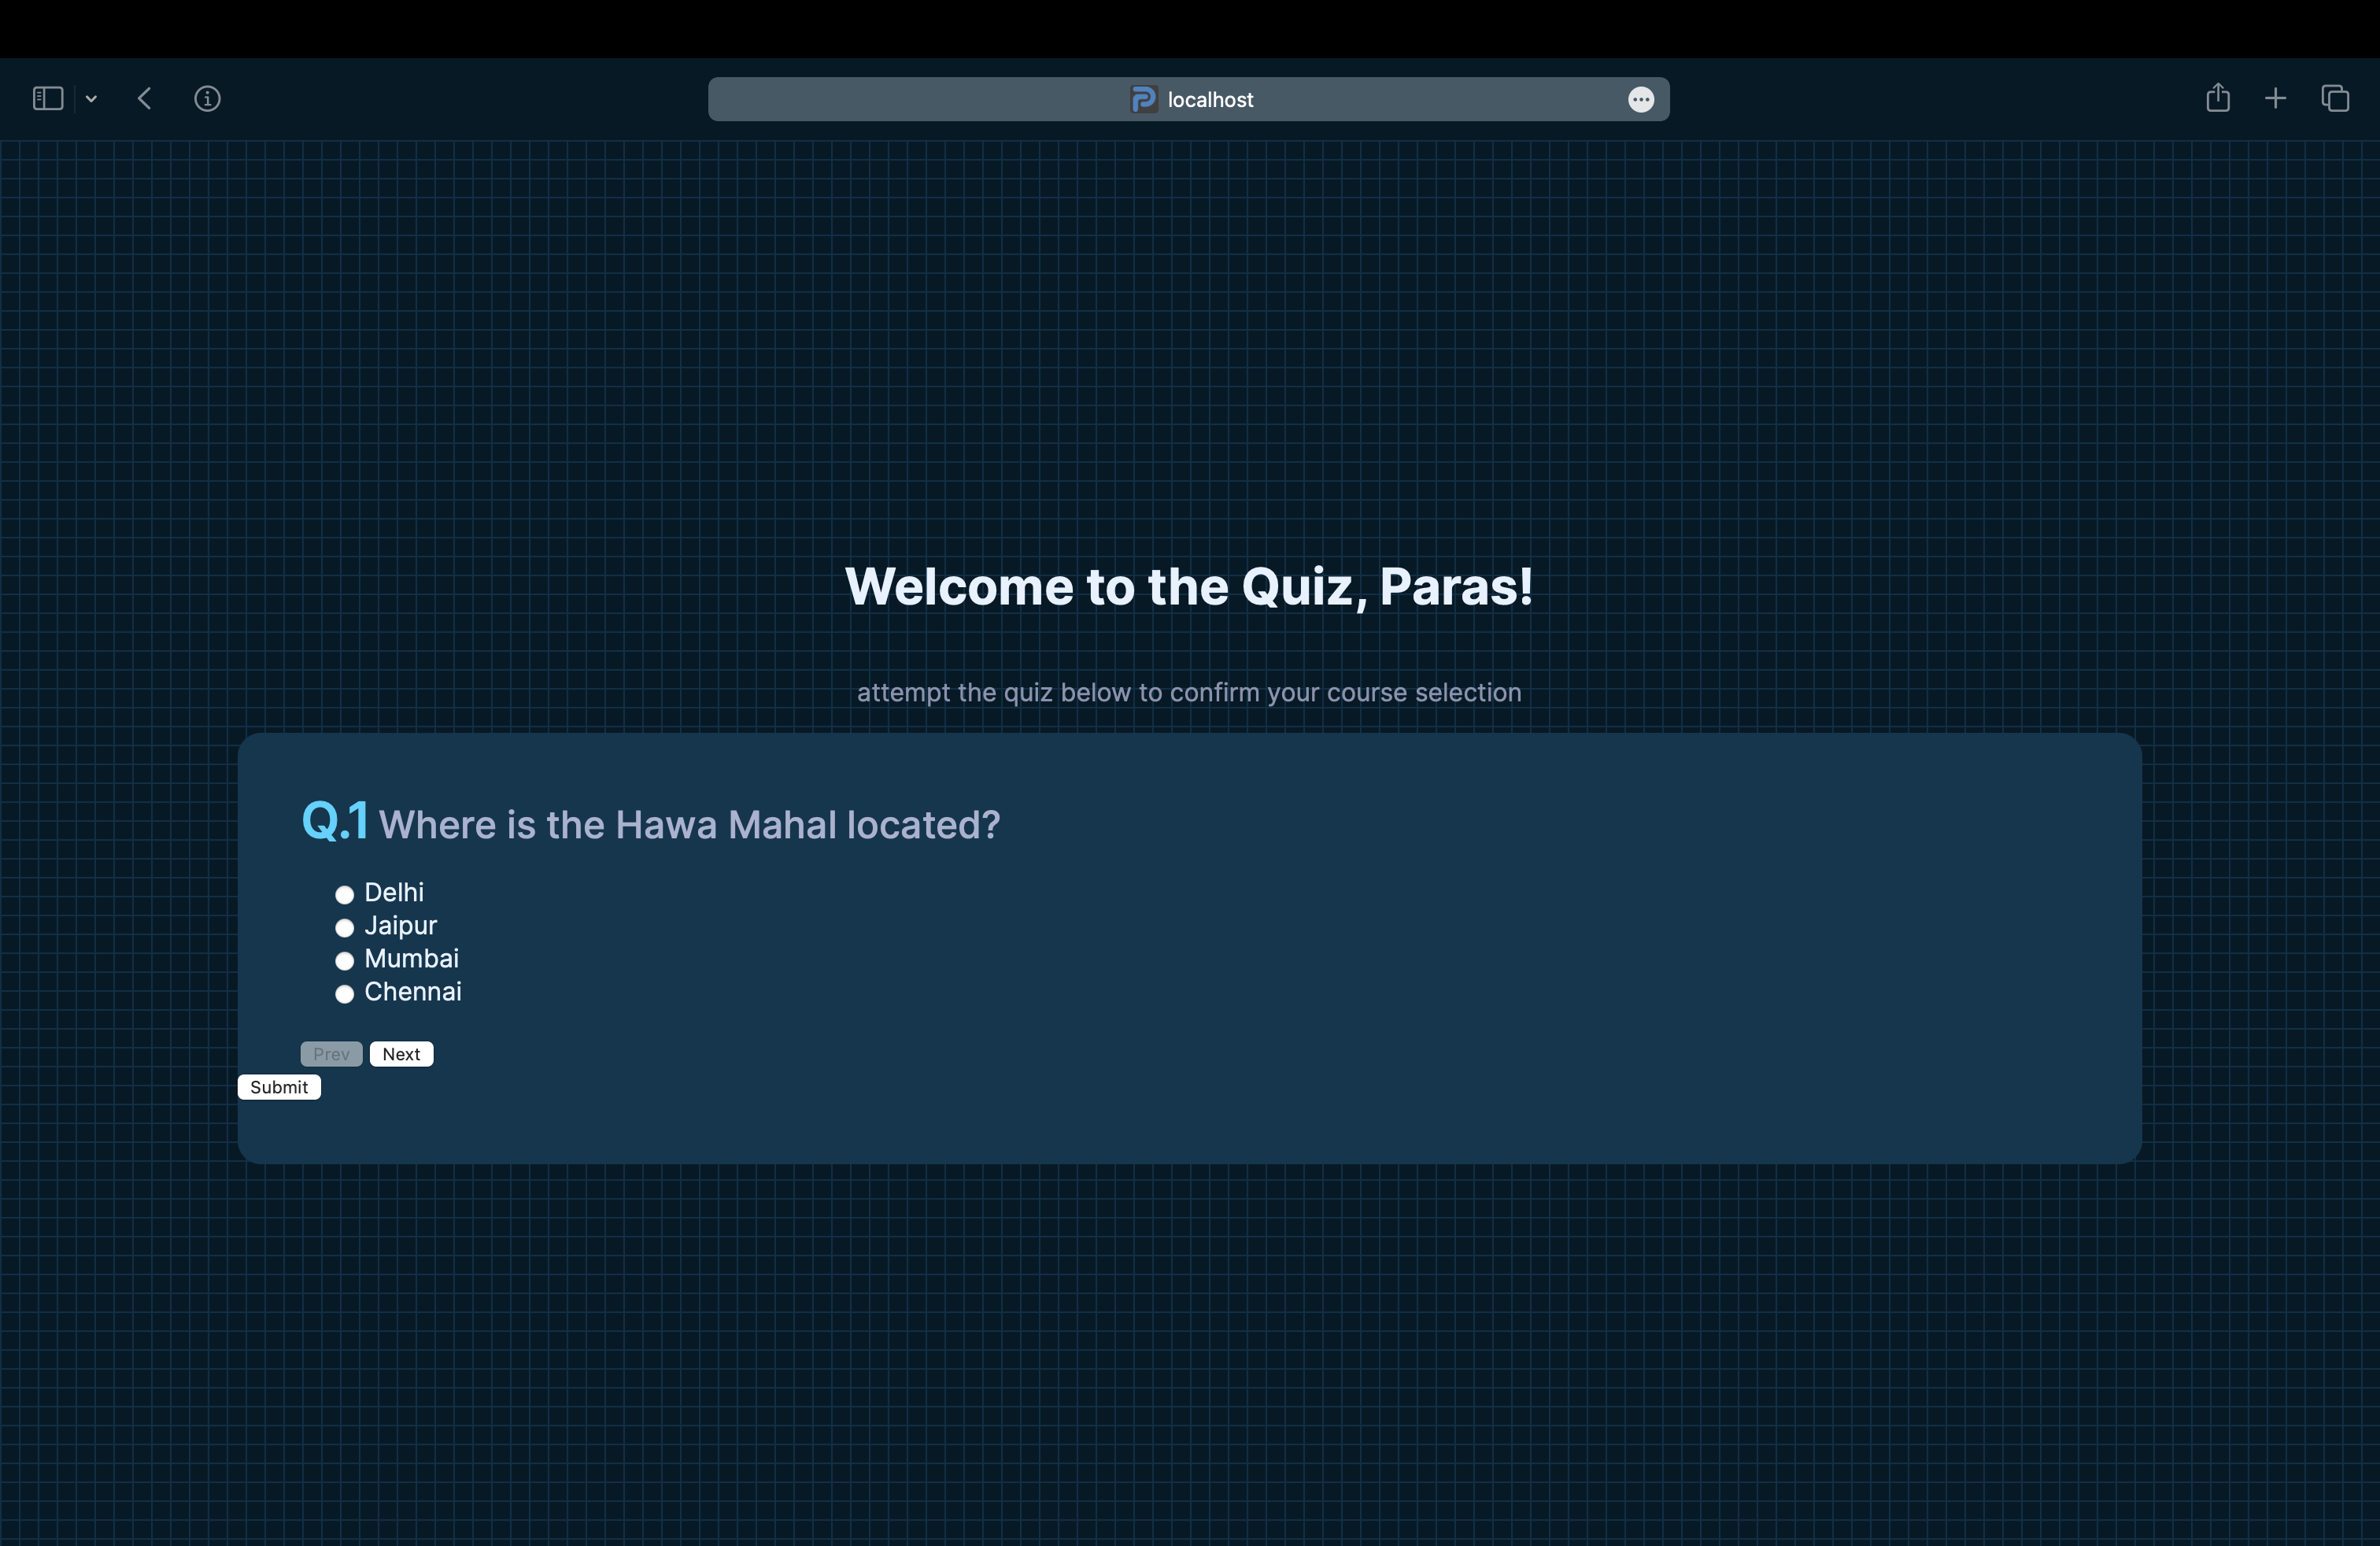 localhost
Welcome to the Quiz, Paras!
attempt the quiz below to confirm your course selection
Q.1 Where is the Hawa Mahal located?
Delhi
Jaipur
Mumbai
Chennai
Prev Next
Submit